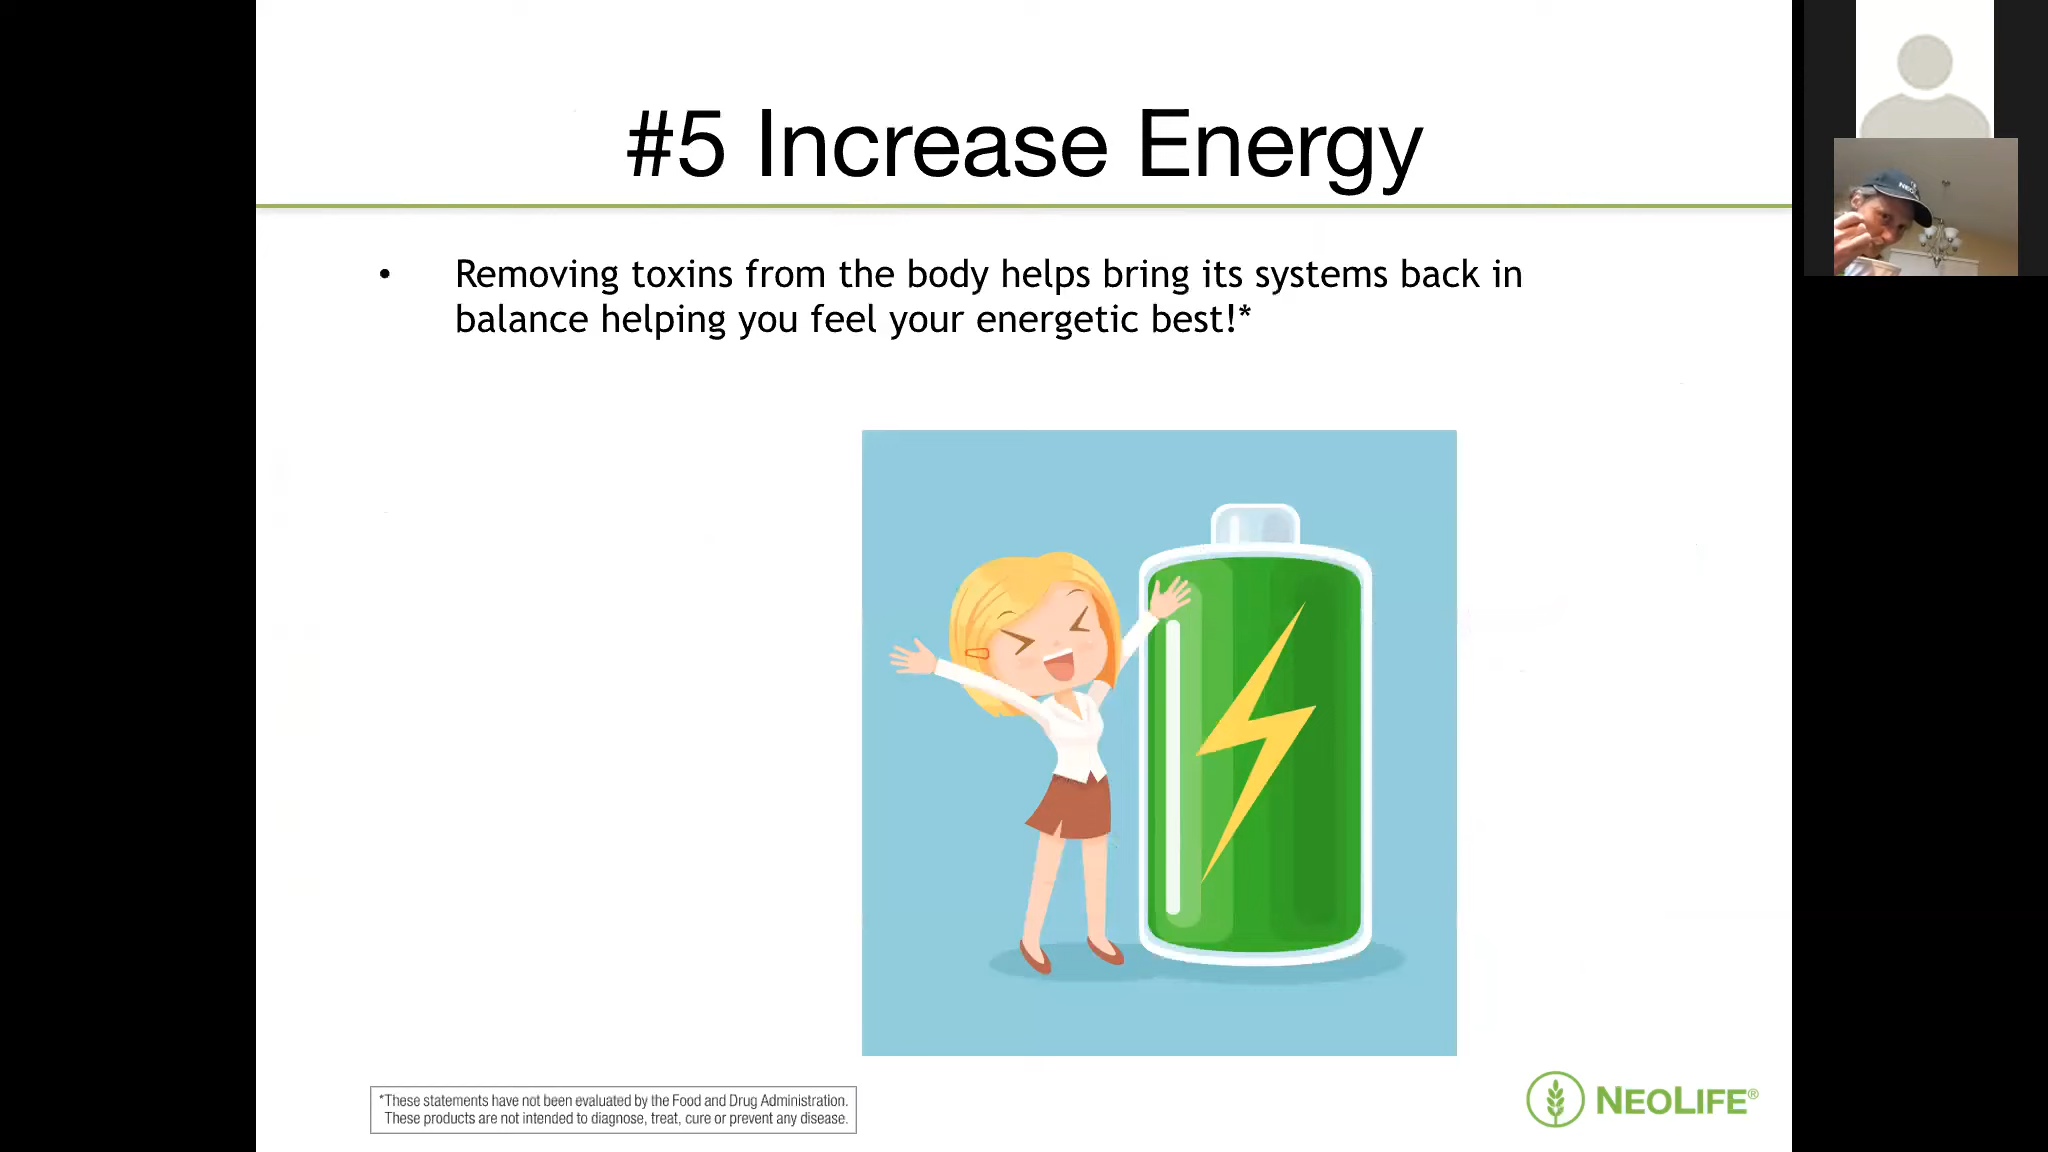 #5 Increase Energy
• Removing toxins from the body helps bring its systems back in
balance helping you feel your energetic best!*
*These statements have not been evaluated by the Food and Drug Administration.
These products are not intended to diagnose, treat, cure or prevent any disease.
NEOLIFE®